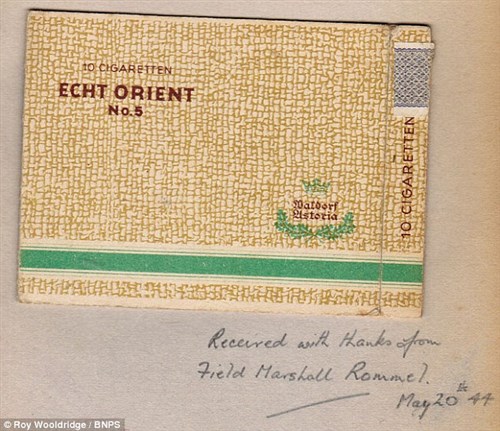 10 CIGARETTEN
ECHT ORIENT
No.5
Waldorf
Astoria
10 CIGARETTEN
Received with thanks from
Field Marshall Rommel.
May 20th 44
© Roy Wooldridge / BNPS